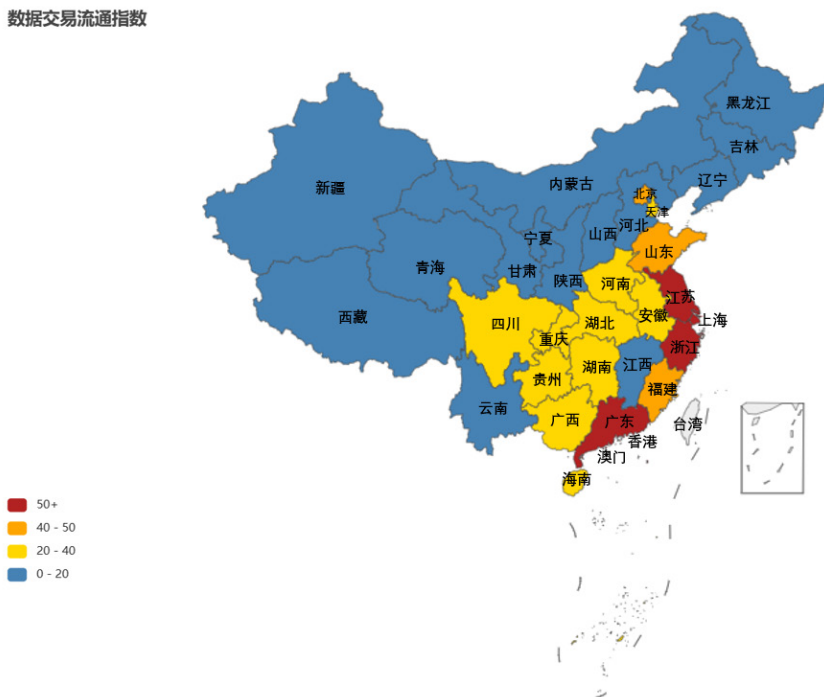 数据交易流通指数
黑龙江
吉林
辽宁
内蒙古
新疆
北京
天津
河北
山西
宁夏
山东
青海
甘肃
陕西
河南
西藏
江苏
安徽
上海
四川
湖北
重庆
浙江
湖南
江西
贵州
福建
云南
广西
广东
台湾
香港
澳门
海南
50+
40 - 50
20 - 40
0 - 20